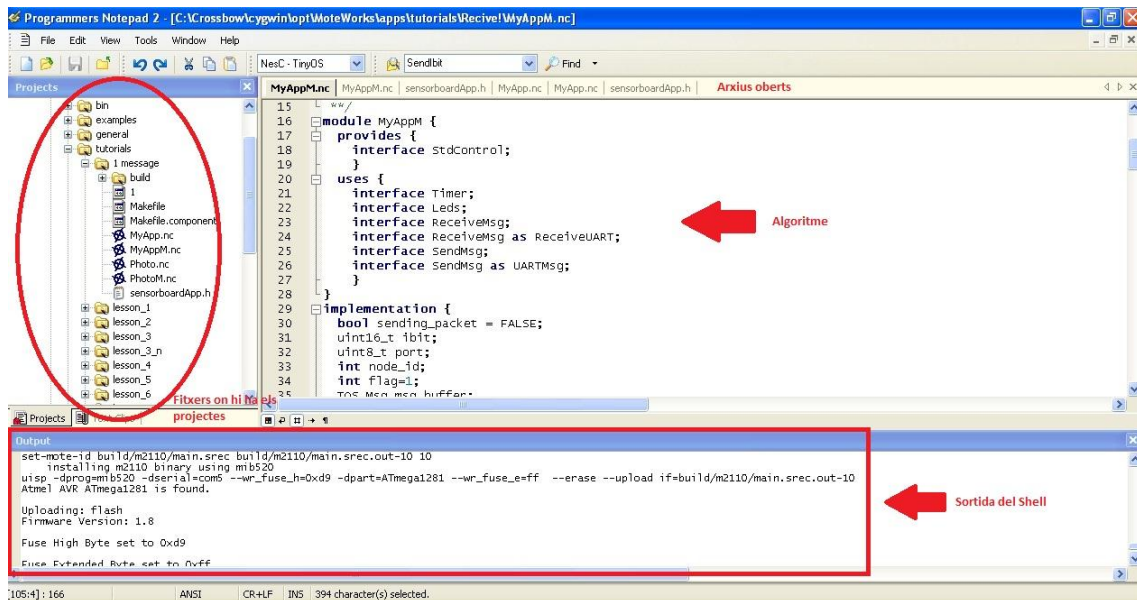 Programmers Notepad 2 - [C:\Crossbow\cygwin\opt\MoteWorks\apps\tutorials\Recive!\MyAppM.nc]
File Edit View Tools Window Help
NesC - TinyOS SendIbit Find
Projects
bin
examples
general
tutorials
1 message
build
1
Makefile
Makefile.component
MyApp.nc
MyAppM.nc
Photo.nc
PhotoM.nc
sensorboardApp.h
lesson_1
lesson_2
lesson_3
lesson_3_n
lesson_4
lesson_5
lesson_6
Fitxers on hi ha els
projectes
Projects
MyAppM.nc | MyAppM.nc | sensorboardApp.h | MyApp.nc | MyApp.nc | sensorboardApp.h | Arxius oberts
15 **/
16 module MyAppM {
17 provides {
18 interface StdControl;
19 }
20 uses {
21 interface Timer;
22 interface Leds;
23 interface ReceiveMsg;
24 interface ReceiveMsg as ReceiveUART;
25 interface SendMsg;
26 interface SendMsg as UARTMsg;
27 }
28 }
29 implementation {
30 bool sending_packet = FALSE;
31 uint16_t ibit;
32 uint8_t port;
33 int node_id;
34 int flag=1;
35 TOS_Msg msg_buffer;
Algoritme
Output
set-mote-id build/m2110/main.srec build/m2110/main.srec.out-10 10
installing m2110 binary using mib520
uisp -dprog=mib520 -dserial=com5 --wr_fuse_h=0xd9 -dpart=ATmega1281 --wr_fuse_e=ff --erase --upload if=build/m2110/main.srec.out-10
Atmel AVR ATmega1281 is found.
Uploading: flash
Firmware Version: 1.8
Fuse High Byte set to 0xd9
Fuse Extended Byte set to 0xff
Sortida del Shell
[105:4] : 166 ANSI CR+LF INS 394 character(s) selected.